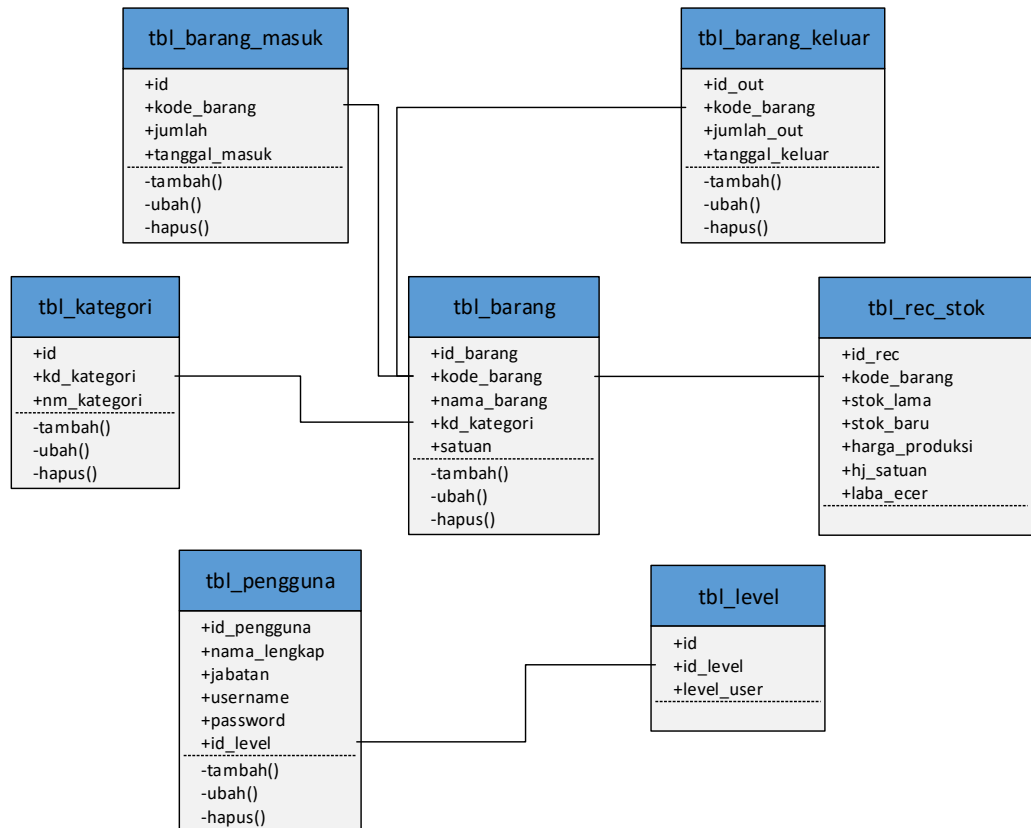 tbl_barang_masuk
+id
+kode_barang
+jumlah
+tanggal_masuk
-tambah()
-ubah()
-hapus()
tbl_barang_keluar
+id_out
+kode_barang
+jumlah_out
+tanggal_keluar
-tambah()
-ubah()
-hapus()
tbl_kategori
+id
+kd_kategori
+nm_kategori
-tambah()
-ubah()
-hapus()
tbl_barang
+id_barang
+kode_barang
+nama_barang
+kd_kategori
+satuan
-tambah()
-ubah()
-hapus()
tbl_rec_stok
+id_rec
+kode_barang
+stok_lama
+stok_baru
+harga_produksi
+hj_satuan
+laba_ecer
tbl_pengguna
+id_pengguna
+nama_lengkap
+jabatan
+username
+password
+id_level
-tambah()
-ubah()
-hapus()
tbl_level
+id
+id_level
+level_user